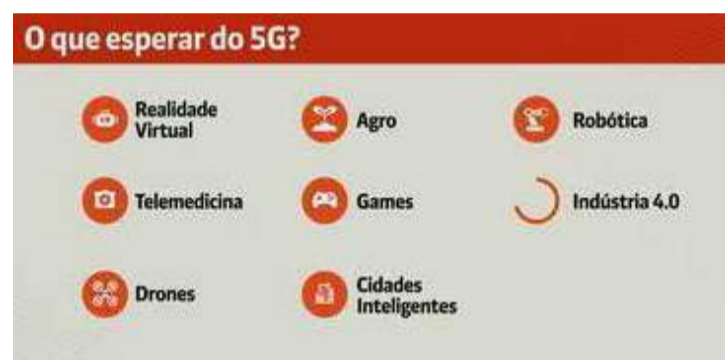 O que esperar do 5G?
Realidade
Virtual
Agro
Robótica
Telemedicina
Games
Indústria 4.0
Drones
Cidades
Inteligentes